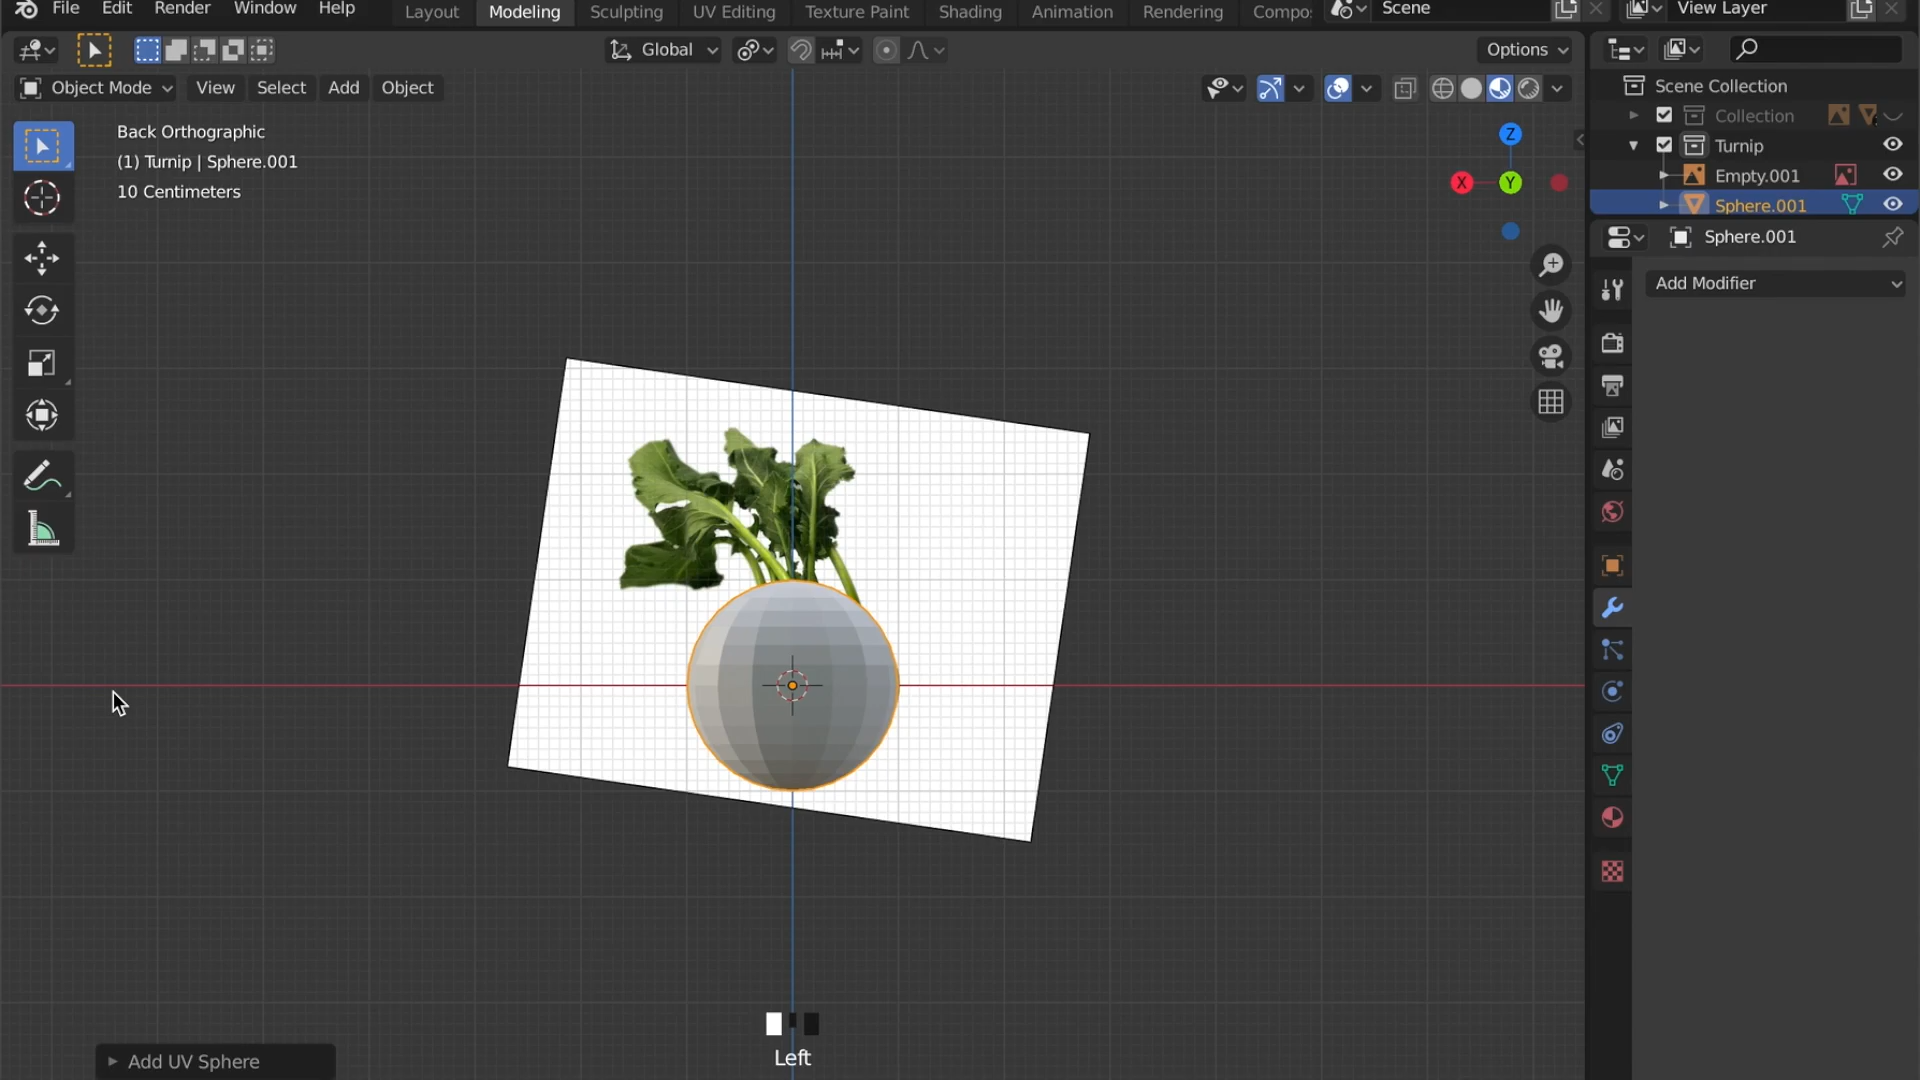 File Edit Render Window Help Layout Modeling Sculpting UV Editing Texture Paint Shading Animation Rendering Compo Scene View Layer
Global Options
Object Mode View Select Add Object
Scene Collection
Collection
Turnip
Empty.001
Sphere.001
Sphere.001
Add Modifier
Back Orthographic
(1) Turnip | Sphere.001
10 Centimeters
Z
X
Y
Left
Add UV Sphere